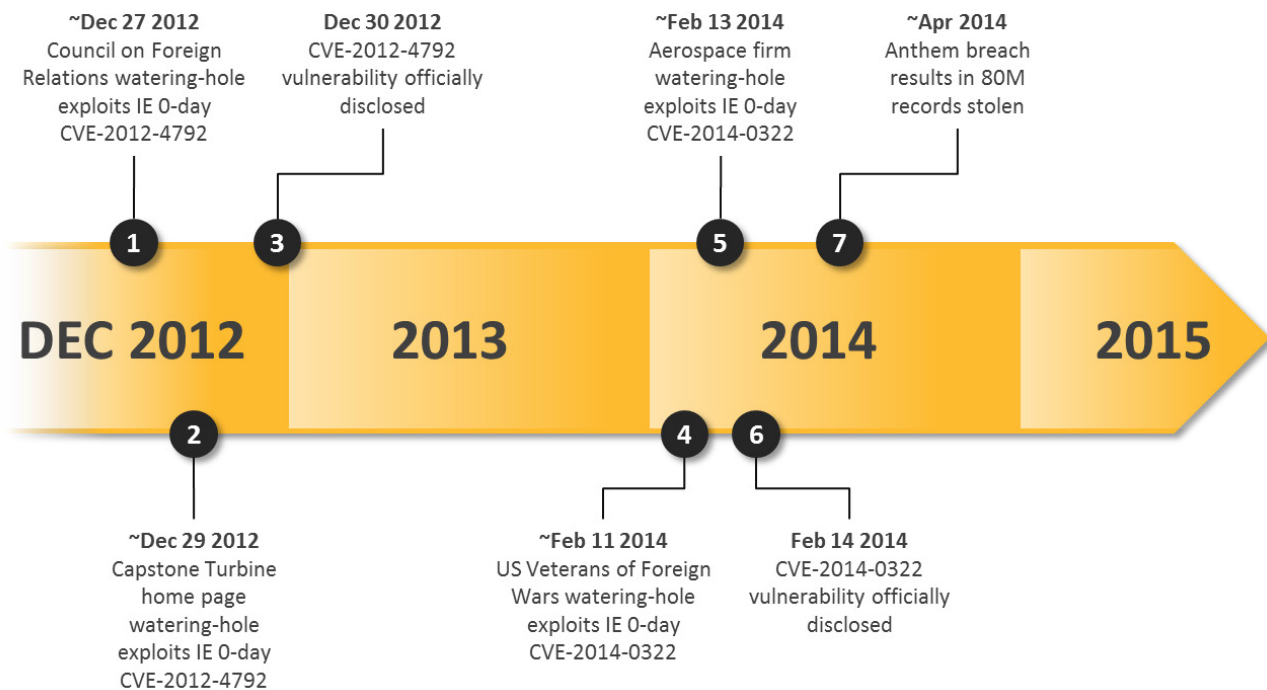 ~Dec 27 2012
Council on Foreign
Relations watering-hole
exploits IE 0-day
CVE-2012-4792
Dec 30 2012
CVE-2012-4792
vulnerability officially
disclosed
~Feb 13 2014
Aerospace firm
watering-hole
exploits IE 0-day
CVE-2014-0322
~Apr 2014
Anthem breach
results in 80M
records stolen
1
3
5
7
DEC 2012
2013
2014
2015
2
4
6
~Dec 29 2012
Capstone Turbine
home page
watering-hole
exploits IE 0-day
CVE-2012-4792
~Feb 11 2014
US Veterans of Foreign
Wars watering-hole
exploits IE 0-day
CVE-2014-0322
Feb 14 2014
CVE-2014-0322
vulnerability officially
disclosed